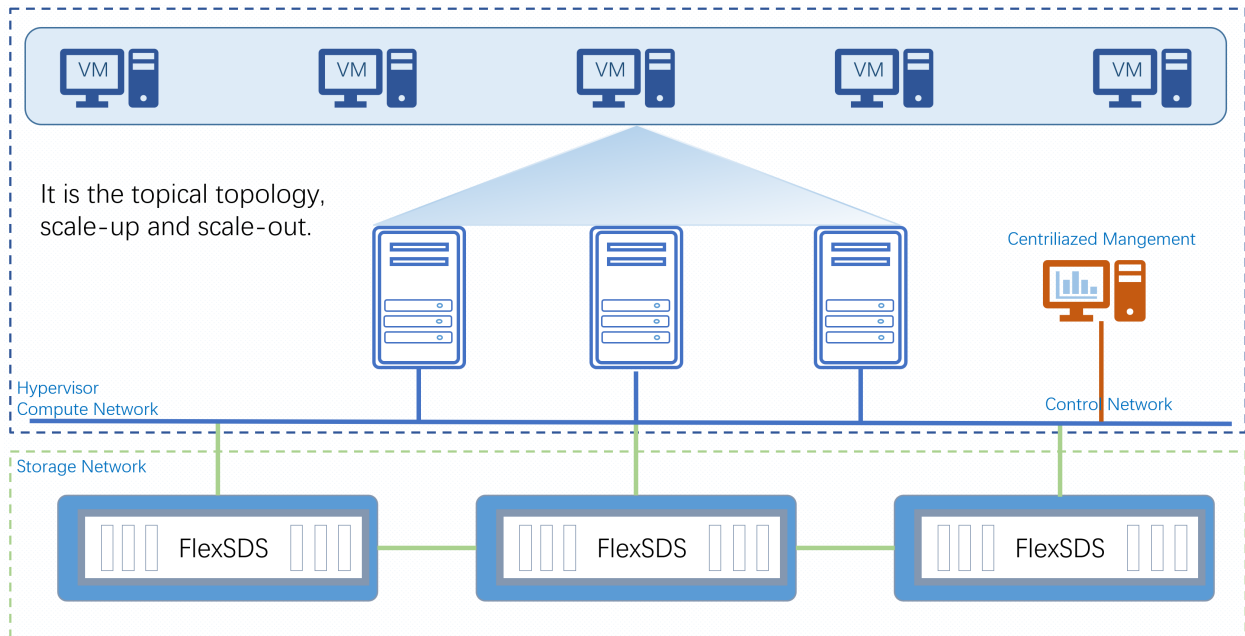 VM VM VM VM VM
It is the topical topology,
scale-up and scale-out.
Centriliazed Mangement
Hypervisor
Compute Network
Control Network
Storage Network
FlexSDS FlexSDS FlexSDS